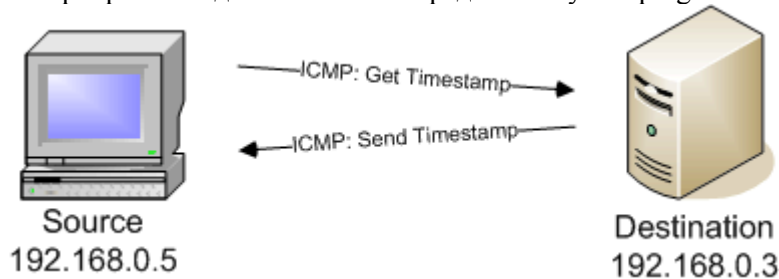 ICMP: Get Timestamp
ICMP: Send Timestamp
Source
192.168.0.5
Destination
192.168.0.3